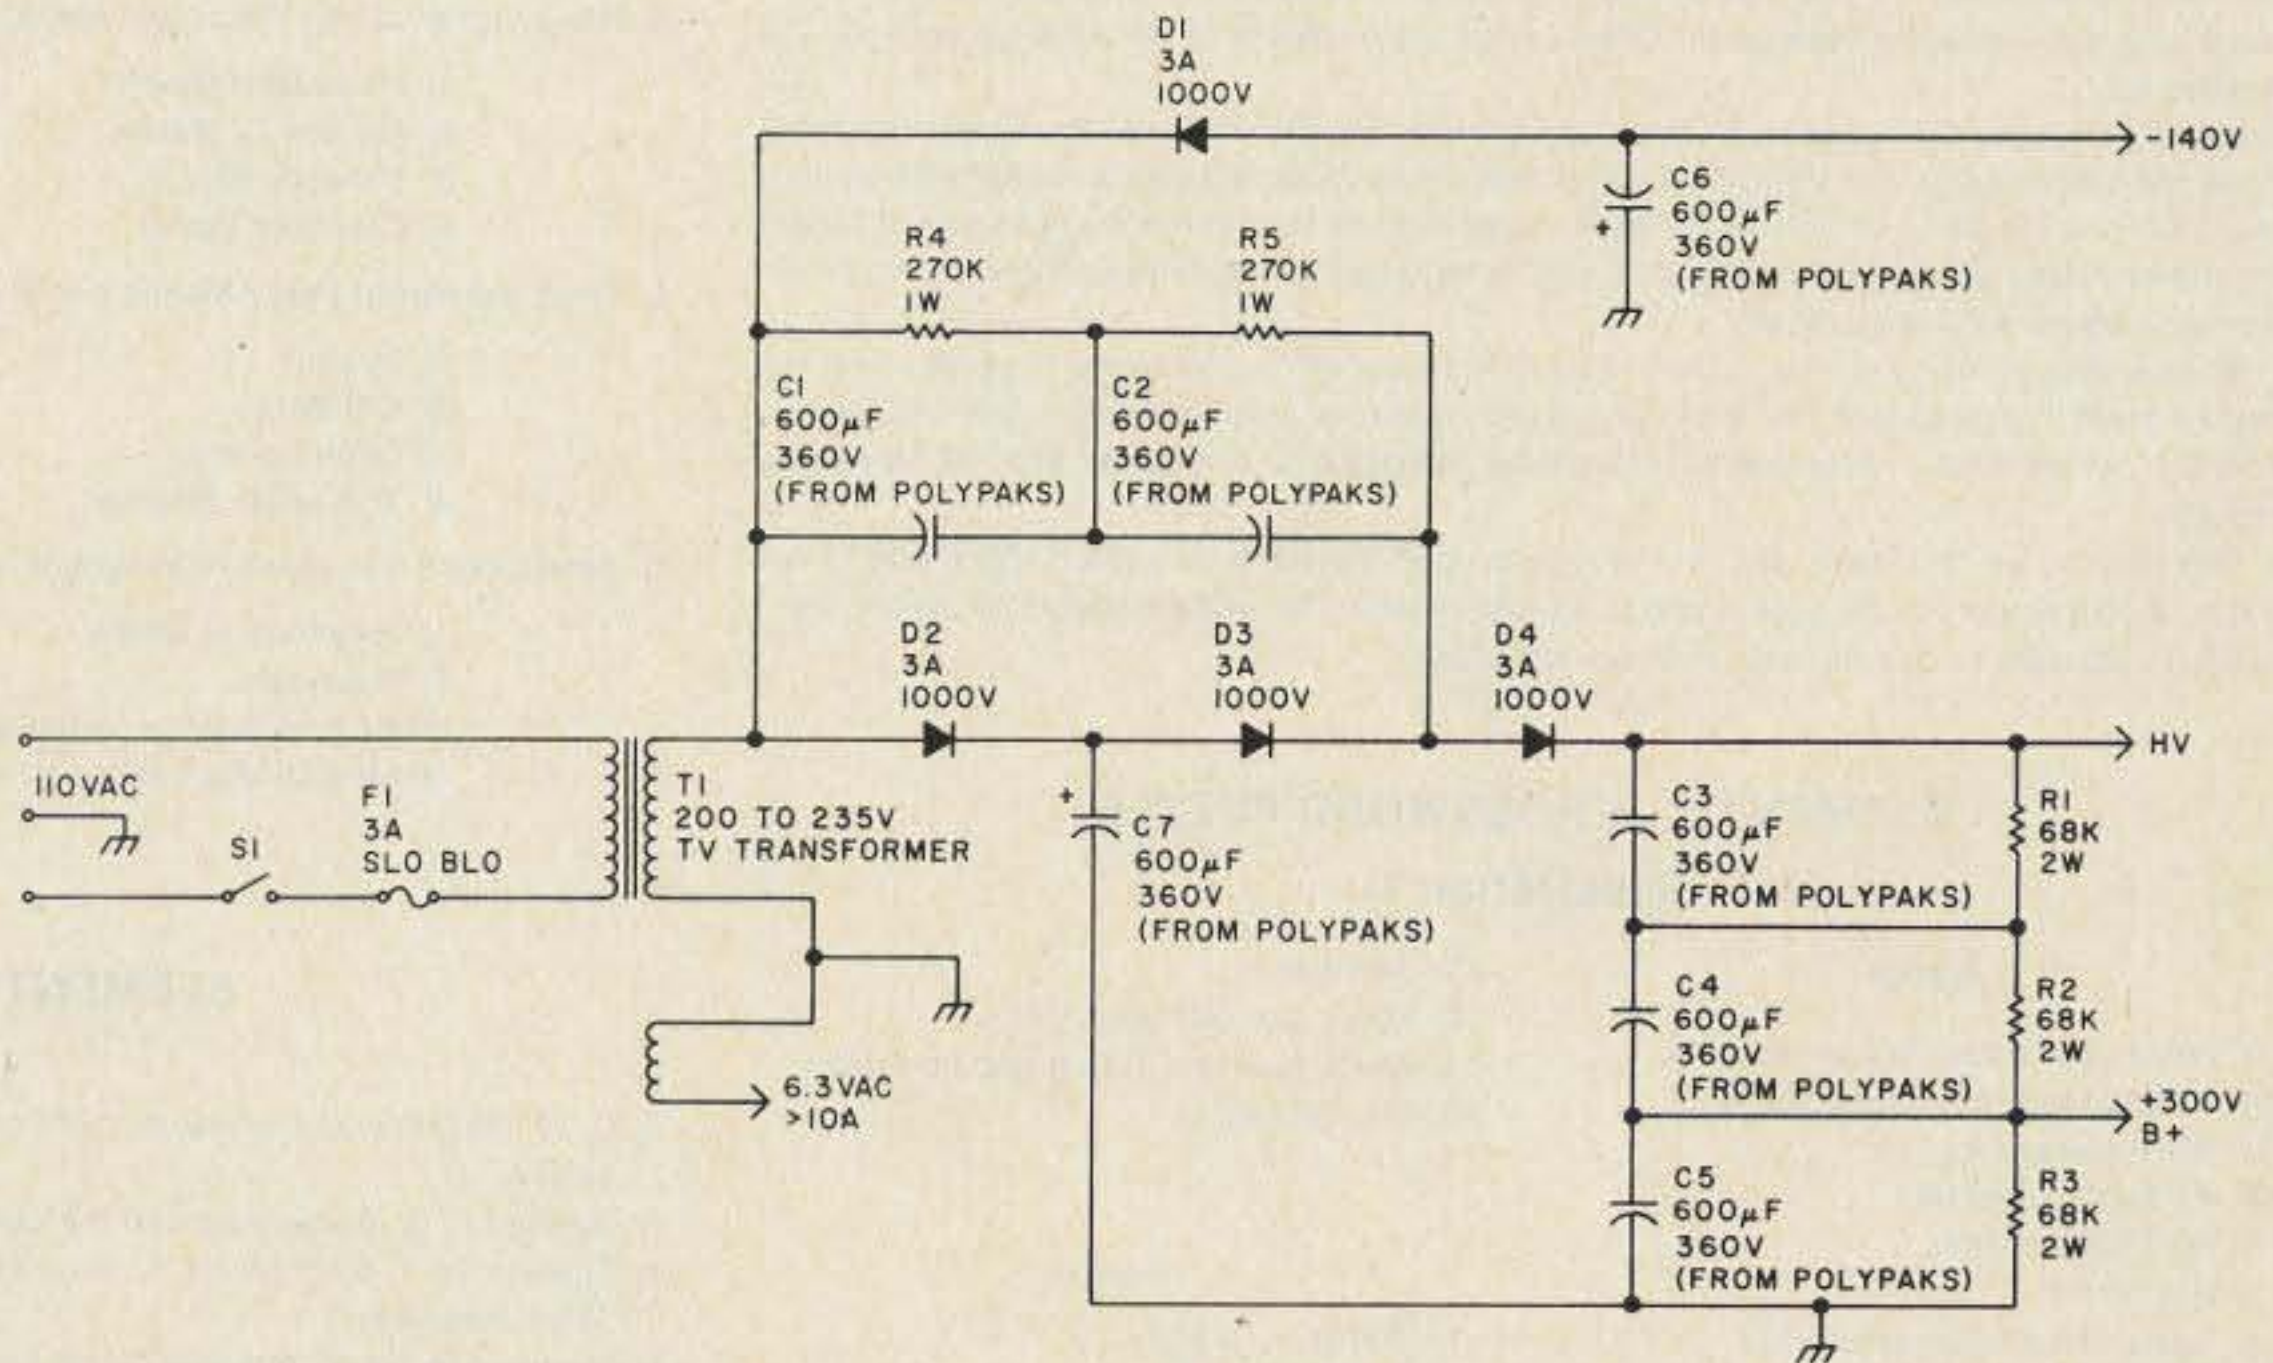 D1
3A
1000V
-140V
C6
600µF
360V
(FROM POLYPAKS)
+
R4
270K
1W
R5
270K
1W
C1
600µF
360V
(FROM POLYPAKS)
C2
600µF
360V
(FROM POLYPAKS)
D2
3A
1000V
D3
3A
1000V
D4
3A
1000V
HV
110VAC
F1
3A
SLO BLO
S1
T1
200 TO 235V
TV TRANSFORMER
+
C7
600µF
360V
(FROM POLYPAKS)
C3
600µF
360V
(FROM POLYPAKS)
R1
68K
2W
C4
600µF
360V
(FROM POLYPAKS)
R2
68K
2W
6.3VAC
>10A
+300V
B+
C5
600µF
360V
(FROM POLYPAKS)
R3
68K
2W